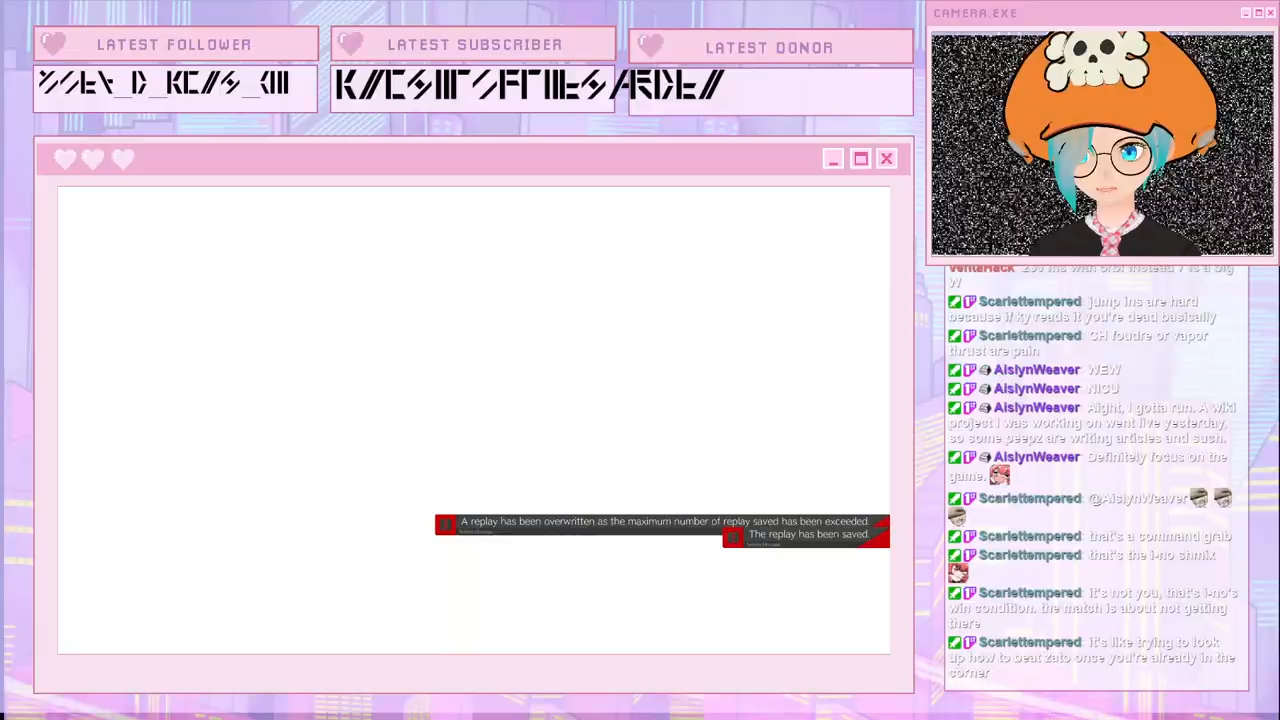 LATEST FOLLOWER
LATEST SUBSCRIBER
LATEST DONOR
CAMERA.EXE
W
Scarlettempered: jump ins are hard
because if ky reads it you're dead basically
Scarlettempered: CH foudre or vapor
thrust are pain
AislynWeaver: WEW
AislynWeaver: NICU
AislynWeaver: Aight, I gotta run. A wiki
project I was working on went live yesterday,
so some peepz are writing articles and such.
AislynWeaver: Definitely focus on the
game.
Scarlettempered: @AislynWeaver
Scarlettempered: that's a command grab
Scarlettempered: that's the i-no shmix
Scarlettempered: it's not you, that's i-no's
win condition. the match is about not getting
there
Scarlettempered: it's like trying to look
up how to beat zato once you're already in the
corner
A replay has been overwritten as the maximum number of replay saved has been exceeded.
The replay has been saved.